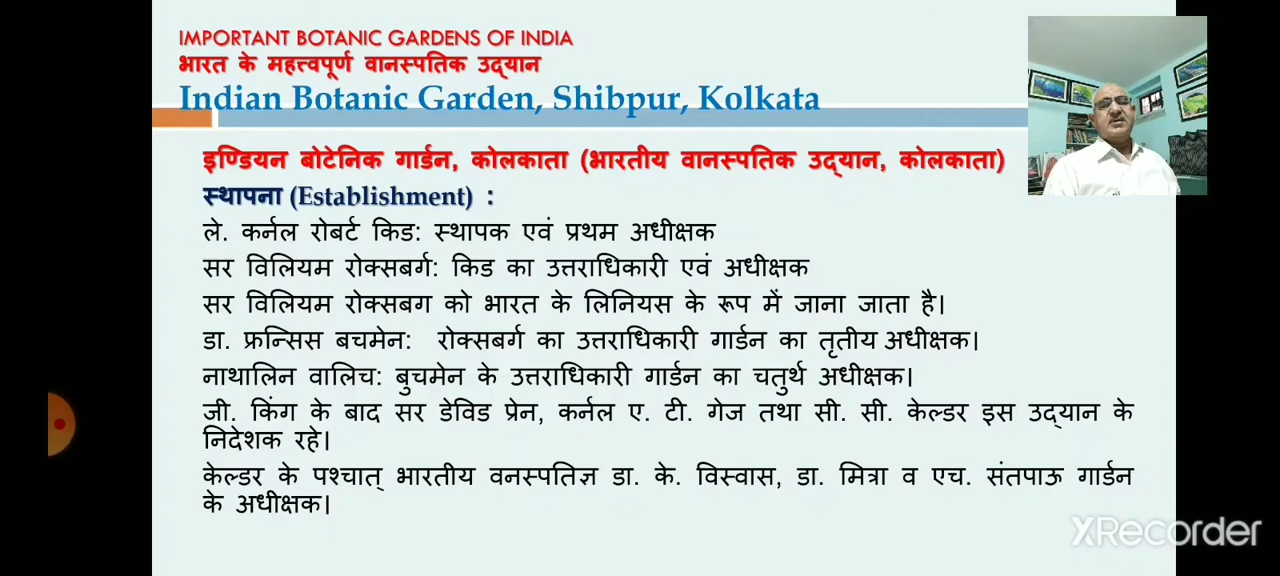 IMPORTANT BOTANIC GARDENS OF INDIA
भारत के महत्त्वपूर्ण वानस्पतिक उद्यान
Indian Botanic Garden, Shibpur, Kolkata
इण्डियन बोटेनिक गार्डन, कोलकाता (भारतीय वानस्पतिक उद्यान, कोलकाता)
स्थापना (Establishment) :
ले. कर्नल रोबर्ट किड: स्थापक एवं प्रथम अधीक्षक
सर विलियम रोक्सबर्ग: किड का उत्तराधिकारी एवं अधीक्षक
सर विलियम रोक्सबग को भारत के लिनियस के रूप में जाना जाता है।
डा. फ्रन्सिस बचमेन: रोक्सबर्ग का उत्तराधिकारी गार्डन का तृतीय अधीक्षक।
नाथालिन वालिच: बुचमेन के उत्तराधिकारी गार्डन का चतुर्थ अधीक्षक।
जी. किंग के बाद सर डेविड प्रेन, कर्नल ए. टी. गेज तथा सी. सी. केल्डर इस उद्यान के
निदेशक रहे।
केल्डर के पश्चात् भारतीय वनस्पतिज्ञ डा. के. विस्वास, डा. मित्रा व एच. संतपाऊ गार्डन
के अधीक्षक।
XRecorder